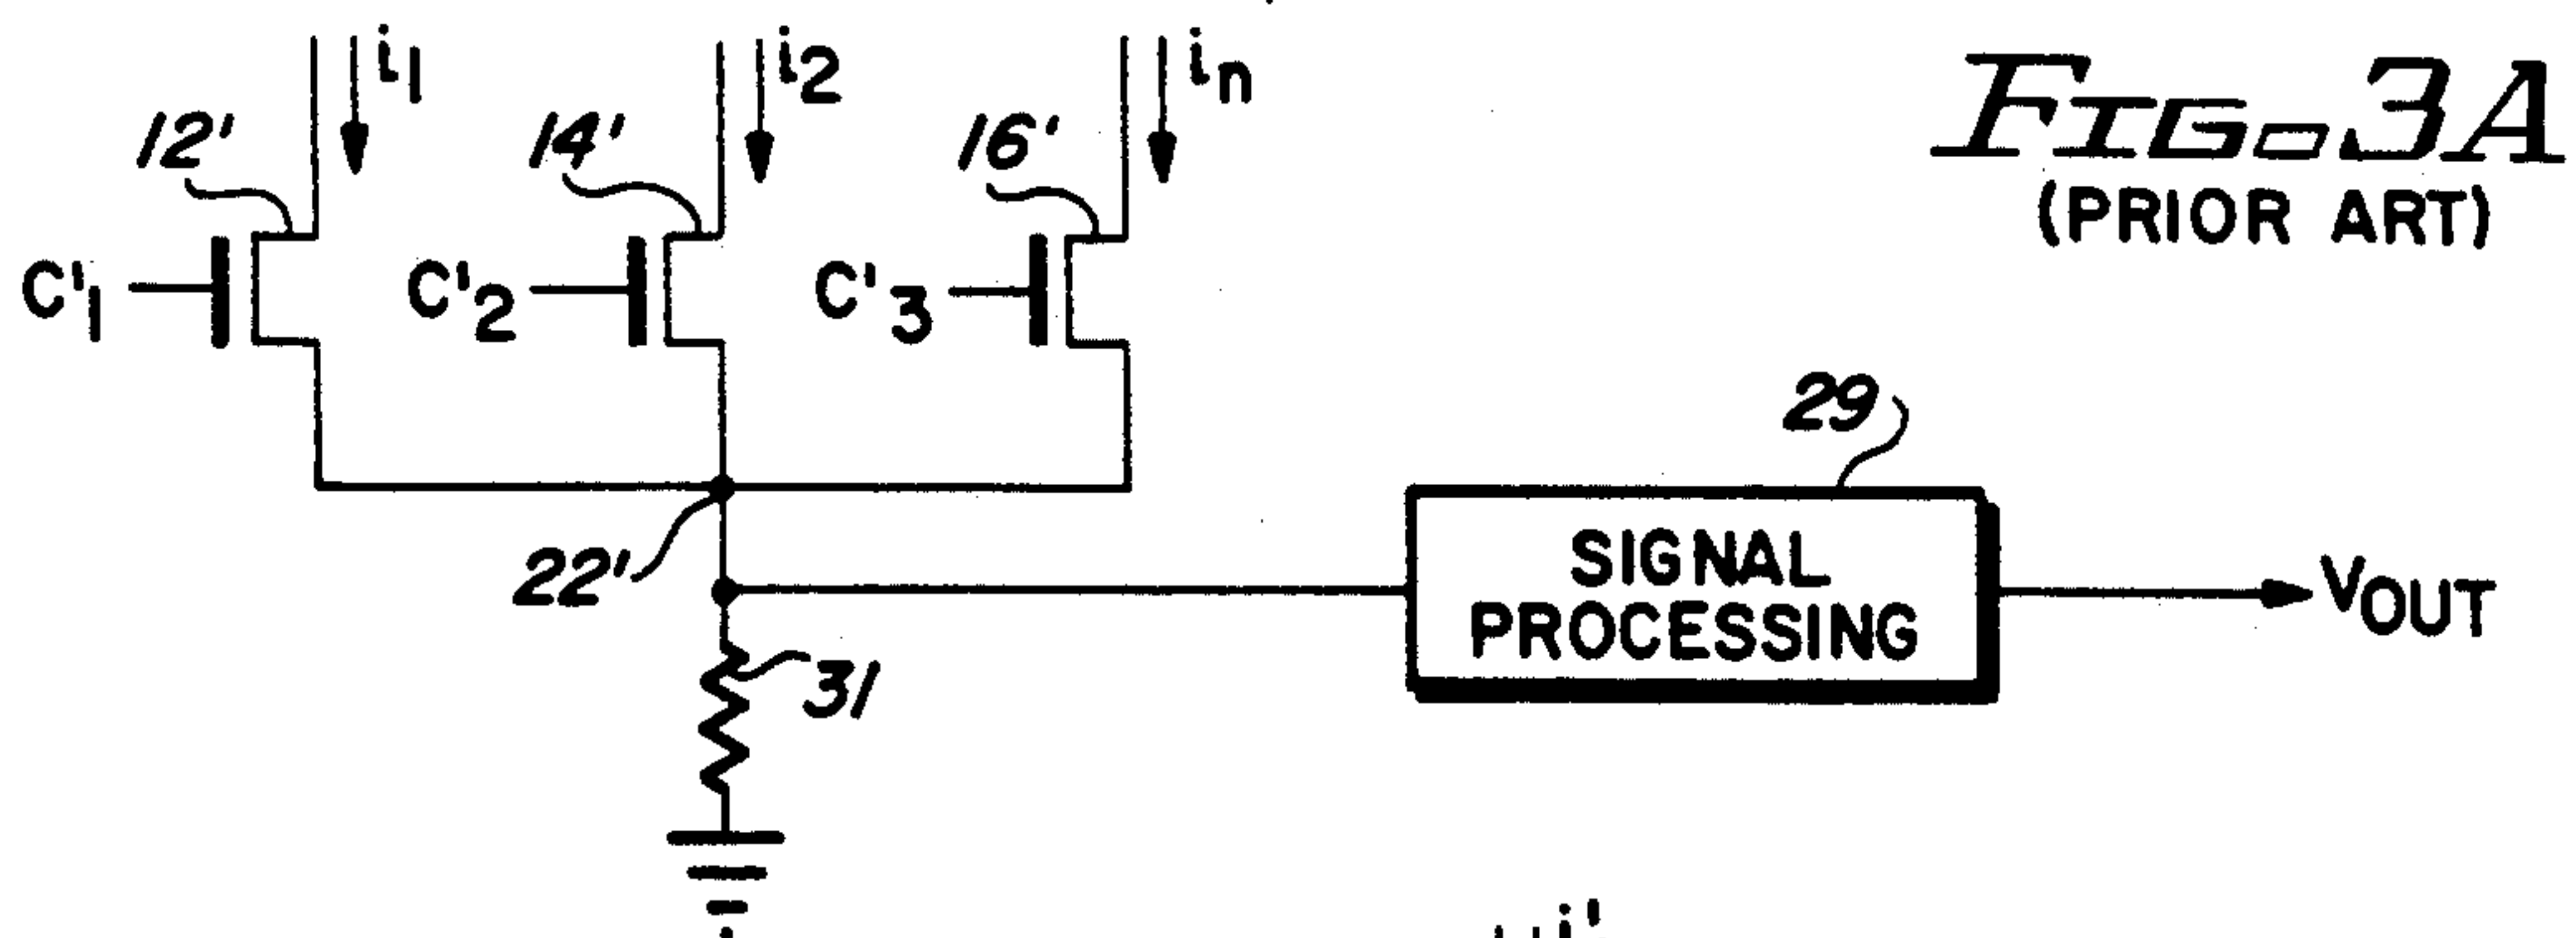 i1 i2 in
FIG. 3A
(PRIOR ART)
12' 14' 16'
C'1 C'2 C'3
29
22'
SIGNAL
PROCESSING
VOUT
31
i'